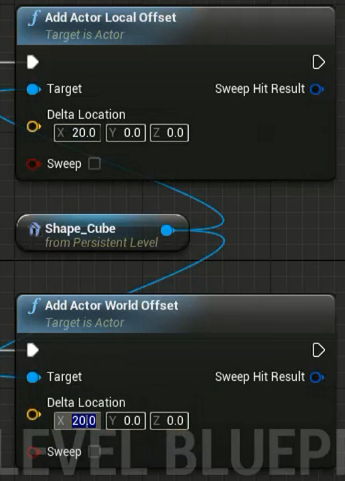 f Add Actor Local Offset
Target is Actor
Target Sweep Hit Result
Delta Location
X 20.0 Y 0.0 Z 0.0
Sweep
Shape_Cube
from Persistent Level
f Add Actor World Offset
Target is Actor
Target Sweep Hit Result
Delta Location
X 20.0 Y 0.0 Z 0.0
Sweep
LEVEL BLUEP